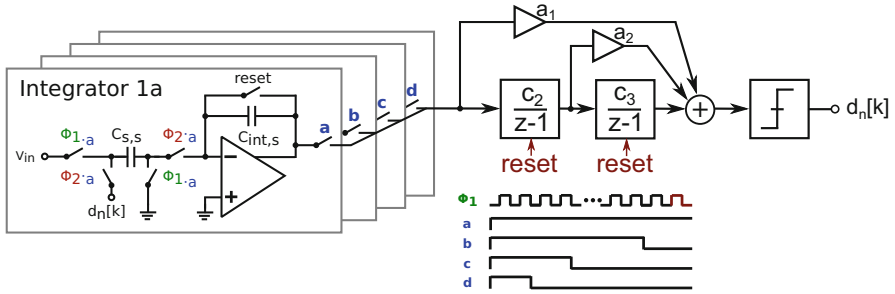 Integrator 1a
reset
a
b
c
d
Cint,s
Φ1·a
Cs,s
Φ2·a
Vin
Φ2·a
Φ1·a
dn[k]
a1
a2
c2
z-1
c3
z-1
reset
reset
dn[k]
Φ1
a
b
c
d